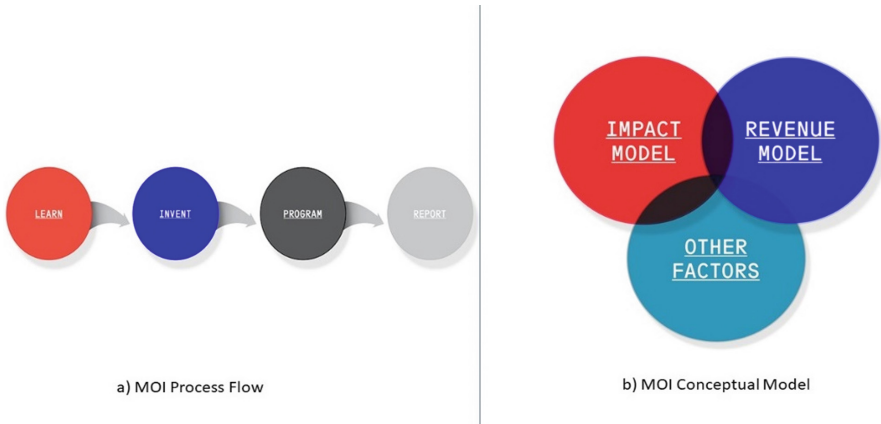 LEARN
INVENT
PROGRAM
REPORT
a) MOI Process Flow
IMPACT
MODEL
REVENUE
MODEL
OTHER
FACTORS
b) MOI Conceptual Model